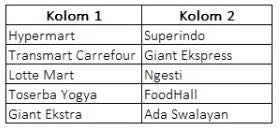 Kolom 1 Kolom 2
Hypermart Superindo
Transmart Carrefour Giant Ekspress
Lotte Mart Ngesti
Toserba Yogya FoodHall
Giant Ekstra Ada Swalayan